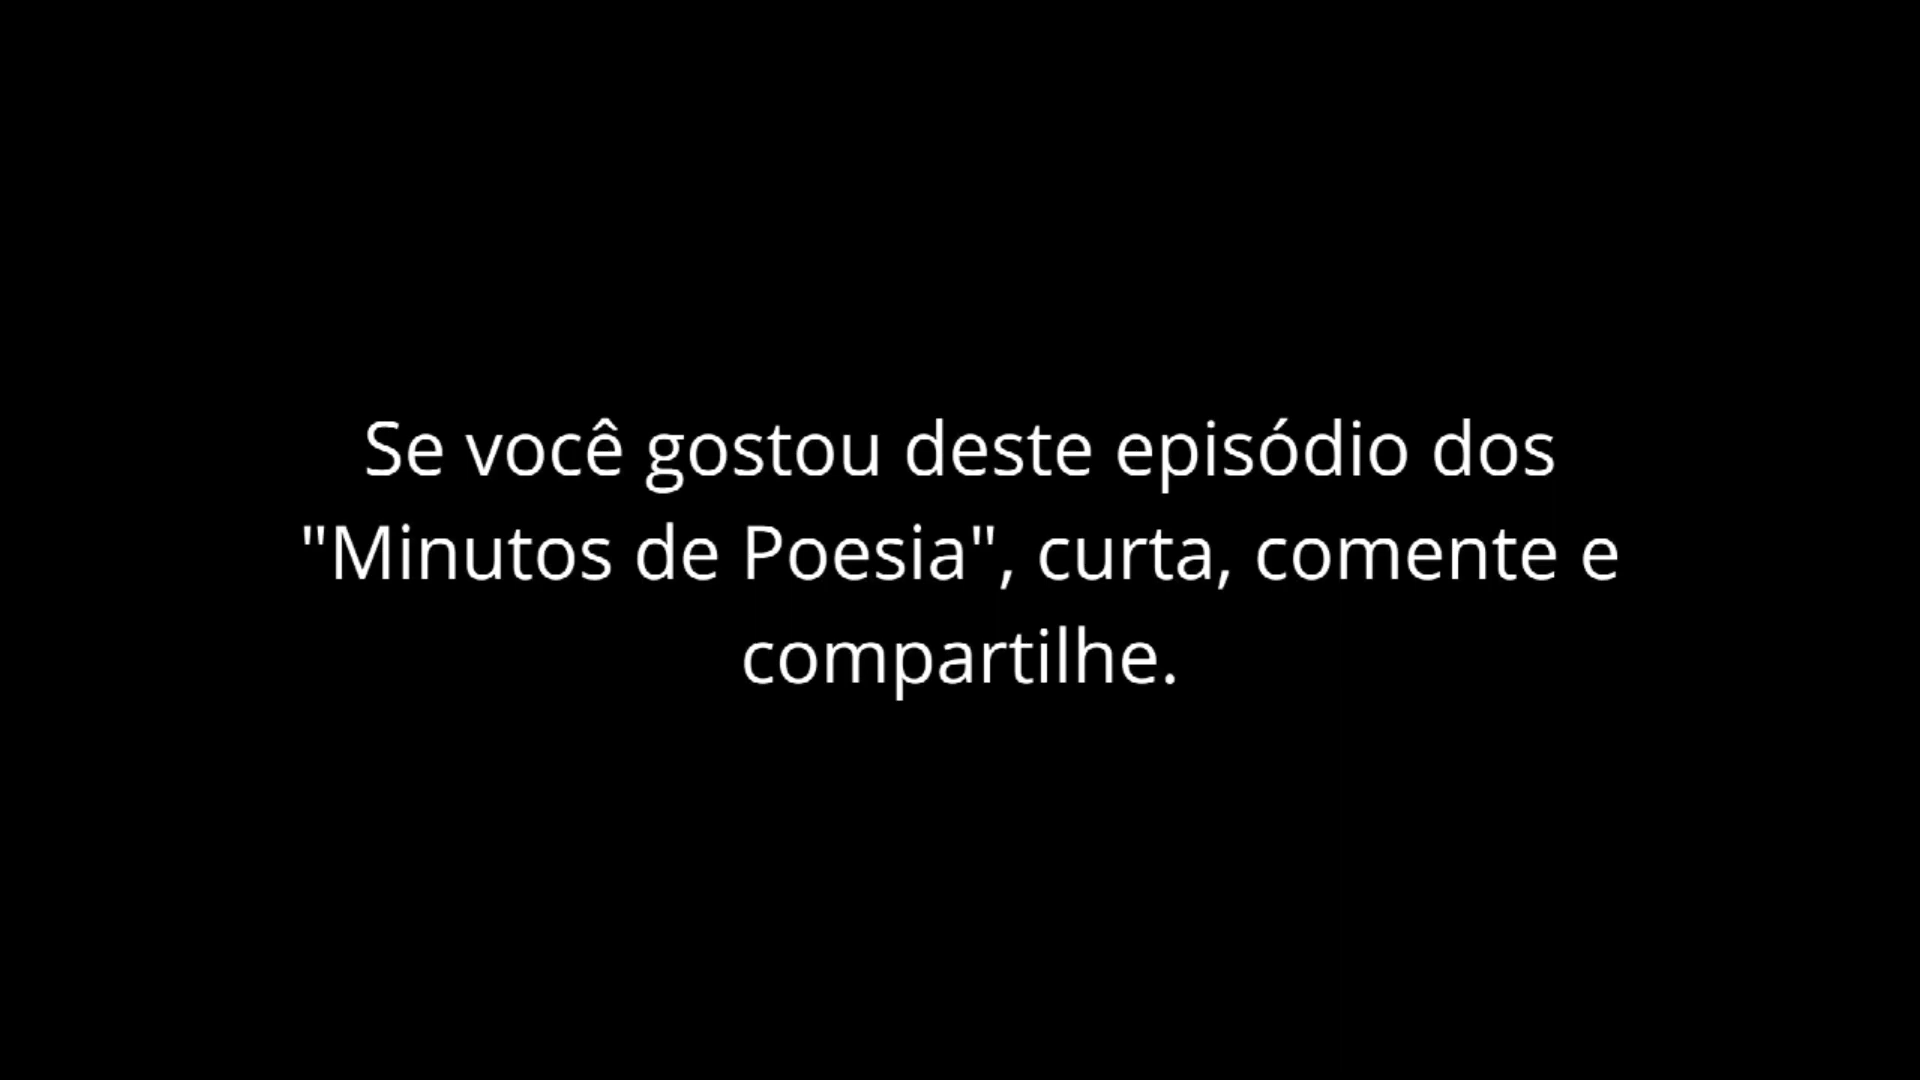 Se você gostou deste episódio dos
"Minutos de Poesia", curta, comente e
compartilhe.